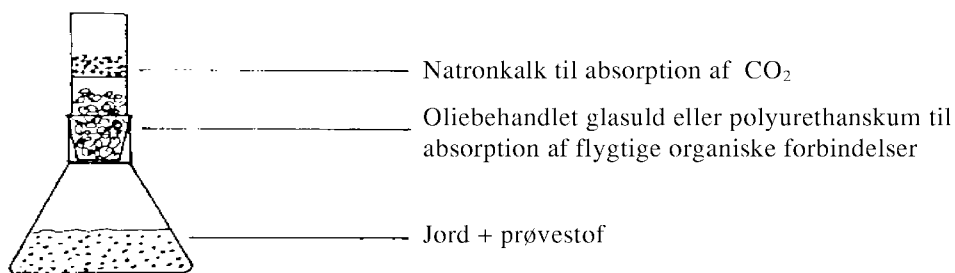 Natronkalk til absorption af CO₂
Oliebehandlet glasuld eller polyurethanskum til
absorption af flygtige organiske forbindelser
Jord + prøvestof